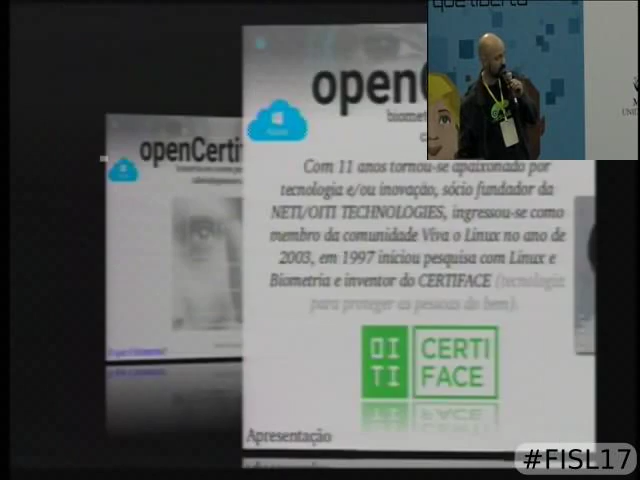 openC
openCerti
Com 11 anos tornou-se apaixonado por
tecnologia e/ou inovação, sócio fundador da
NETI/OITI TECHNOLOGIES, ingressou-se como
membro da comunidade Viva o Linux no ano de
2003, em 1997 iniciou pesquisa com Linux e
Biometria e inventor do CERTIFACE (tecnologia
para proteger as pessoas do bem).
OI
TI
CERTI
FACE
Apresentação
#FISL17